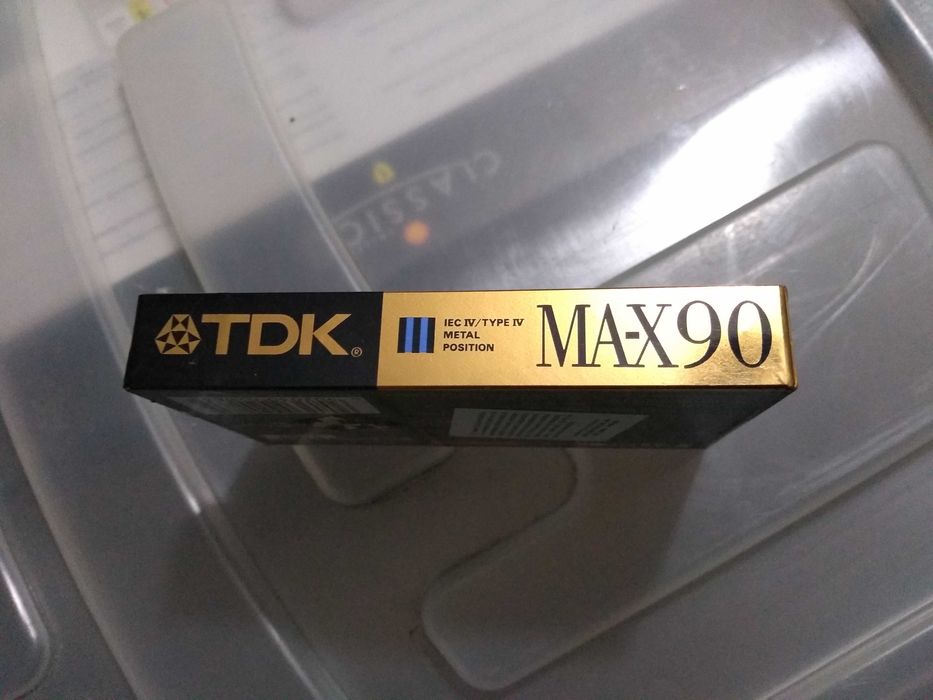 CLASSIC
TDK®
IEC IV/TYPE IV
METAL
POSITION
MA-X90